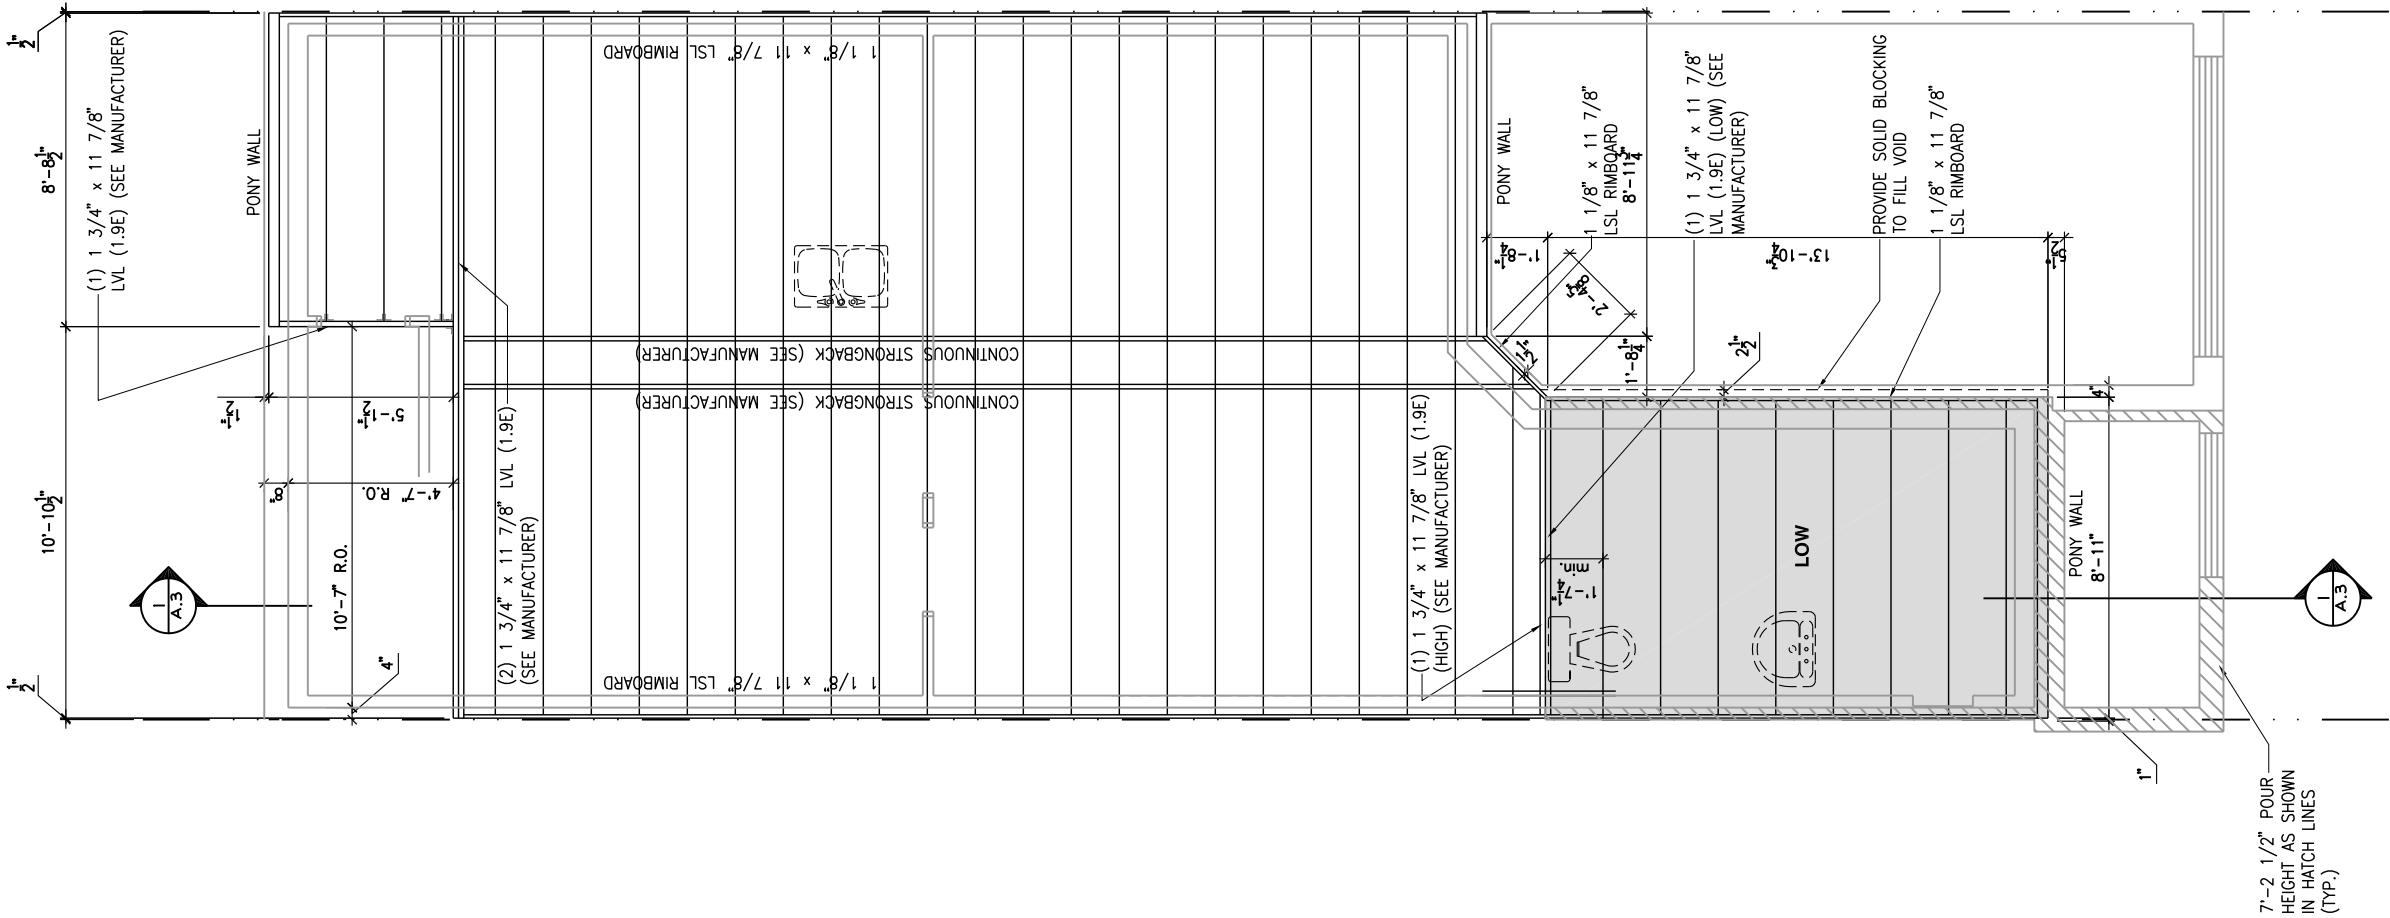 1/2"
8'-8 1/2"
10'-10 1/2"
1/2"
(1) 1 3/4" x 11 7/8"
LVL (1.9E) (SEE MANUFACTURER)
PONY WALL
1 1/2"
5'-1 1/2"
8"
4'-7" R.O.
10'-7" R.O.
4"
1
A.3
(2) 1 3/4" x 11 7/8" LVL (1.9E)
(SEE MANUFACTURER)
1 1/8" x 11 7/8" LSL RIMBOARD
CONTINUOUS STRONGBACK (SEE MANUFACTURER)
CONTINUOUS STRONGBACK (SEE MANUFACTURER)
1 1/8" x 11 7/8" LSL RIMBOARD
(1) 1 3/4" x 11 7/8" LVL (1.9E)
(HIGH) (SEE MANUFACTURER)
PONY WALL
1'-8 1/4"
2'-4 5/8"
1 1/2"
1 1/8" x 11 7/8"
LSL RIMBOARD
8'-11 3/4"
1'-8 1/4"
(1) 1 3/4" x 11 7/8"
LVL (1.9E) (LOW) (SEE
MANUFACTURER)
2 1/2"
13'-10 3/4"
PROVIDE SOLID BLOCKING
TO FILL VOID
1 1/8" x 11 7/8"
LSL RIMBOARD
5 1/2"
1'-7 1/4"
min.
LOW
4"
PONY WALL
8'-11"
1"
1
A.3
7'-2 1/2" POUR
HEIGHT AS SHOWN
IN HATCH LINES
(TYP.)